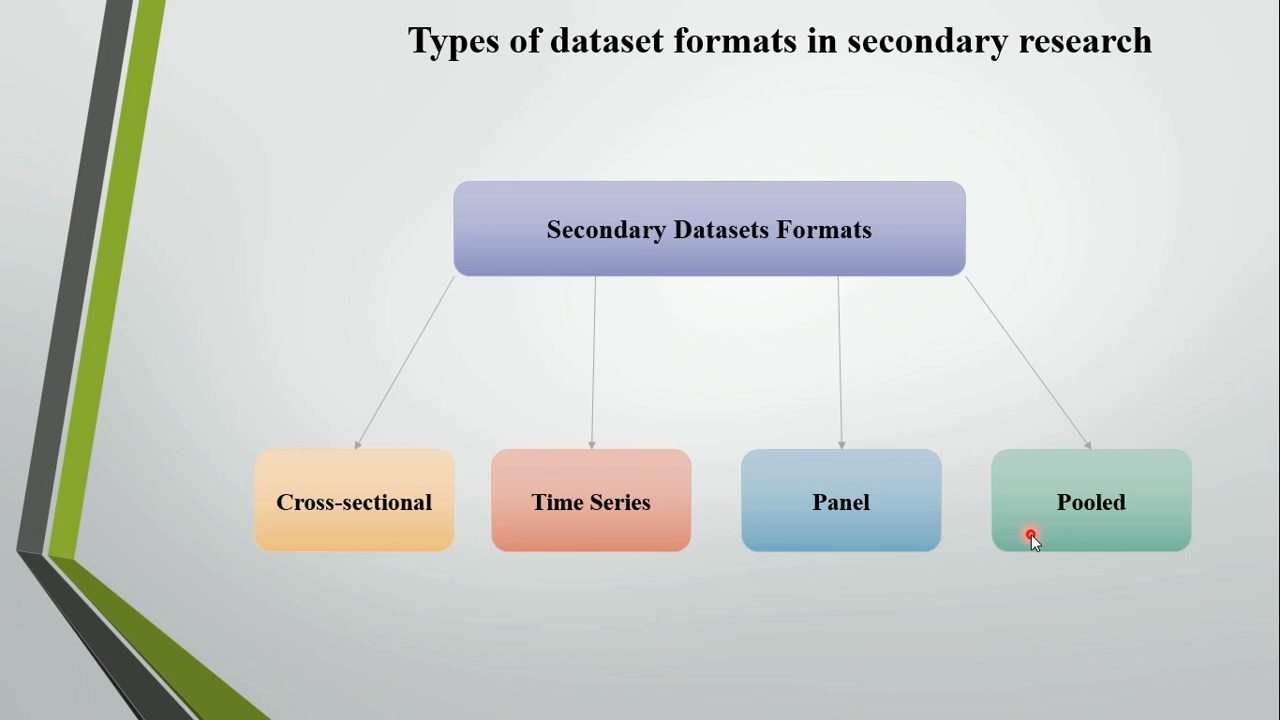 Types of dataset formats in secondary research
Secondary Datasets Formats
Cross-sectional
Time Series
Panel
Pooled